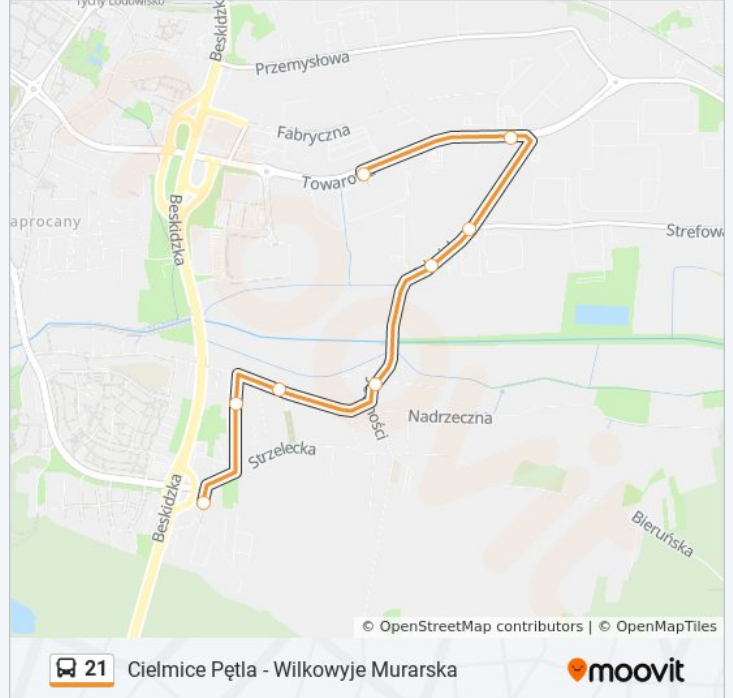 Tychy Lodowisko
Beskidzka
Przemysłowa
Fabryczna
Towaro
Beskidzka
aprocany
Strefowa
ności
Nadrzeczna
Strzelecka
Beskidzka
Bieruńska
© OpenStreetMap contributors | © OpenMapTiles
21 Cielmice Pętla - Wilkowyje Murarska
moovit